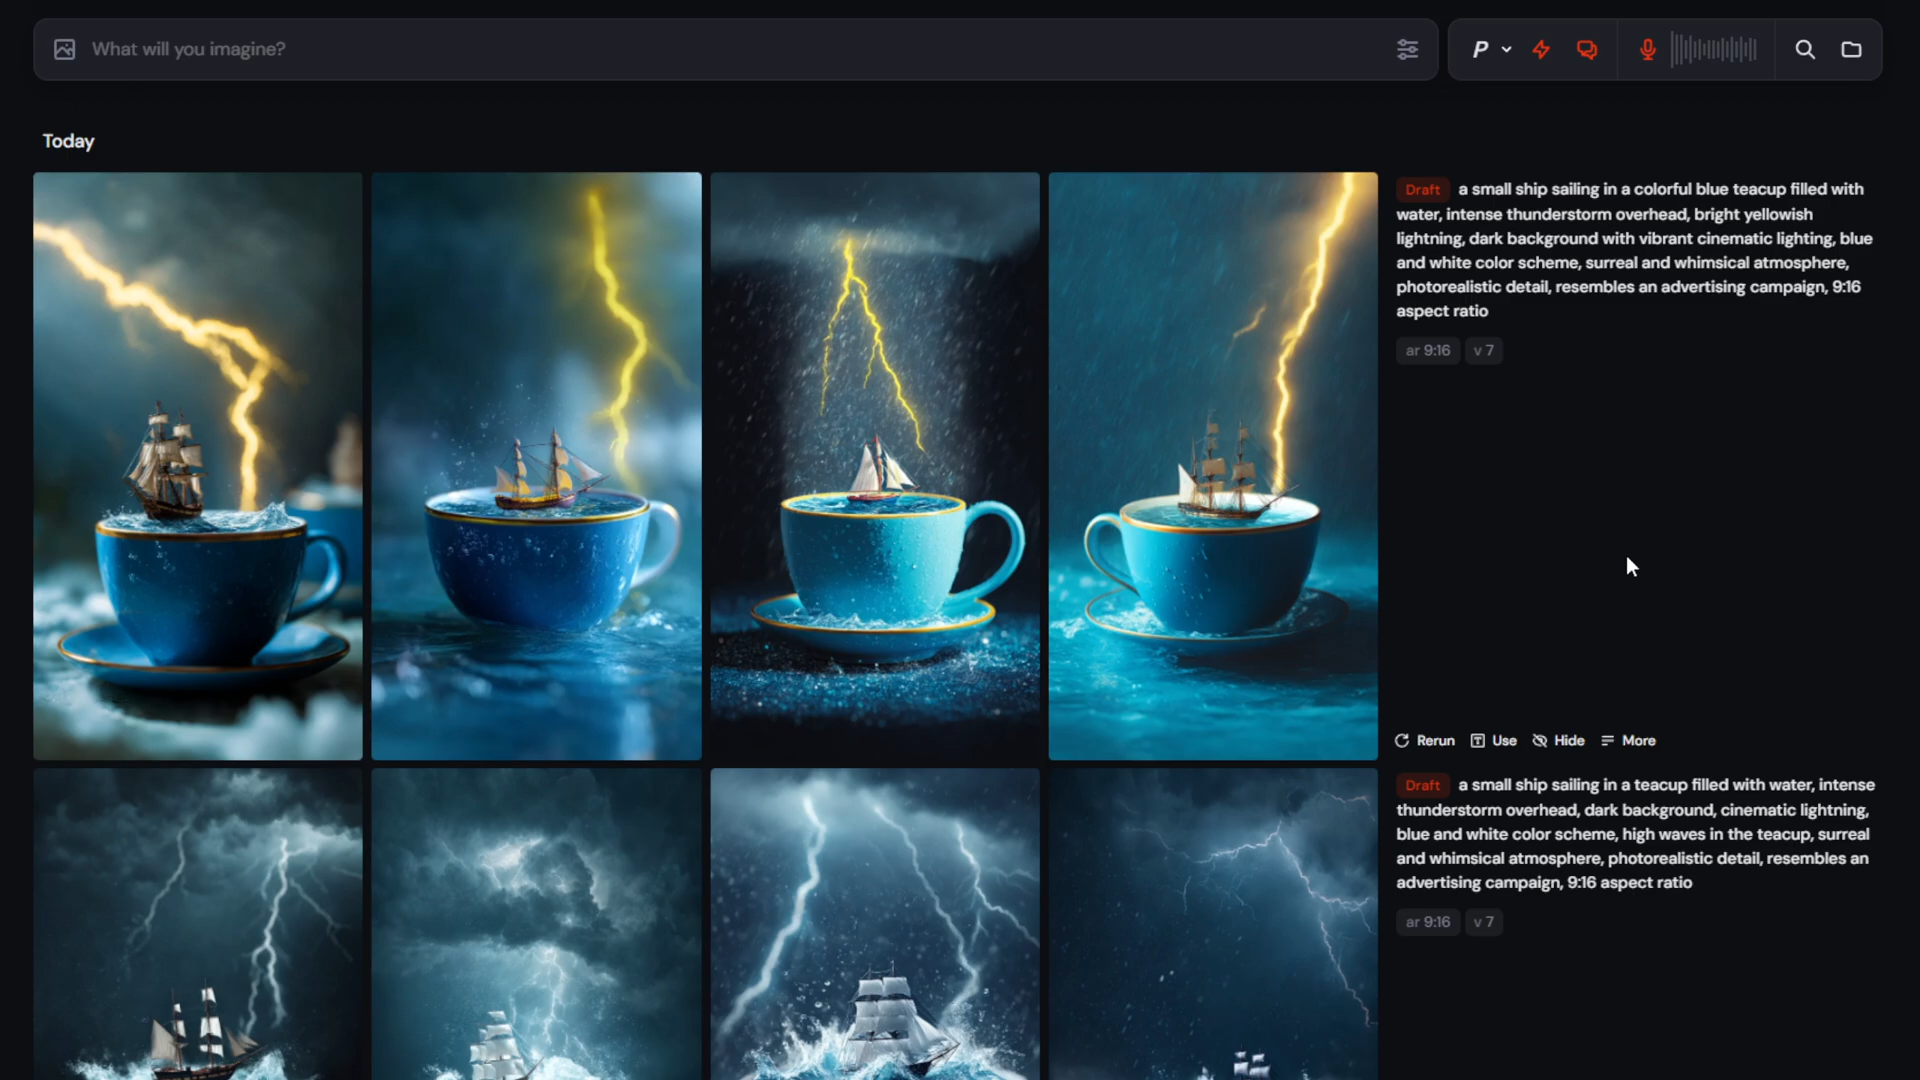 What will you imagine?
P
Today
Draft a small ship sailing in a colorful blue teacup filled with
water, intense thunderstorm overhead, bright yellowish
lightning, dark background with vibrant cinematic lighting, blue
and white color scheme, surreal and whimsical atmosphere,
photorealistic detail, resembles an advertising campaign, 9:16
aspect ratio
ar 9:16 v 7
Rerun Use Hide More
Draft a small ship sailing in a teacup filled with water, intense
thunderstorm overhead, dark background, cinematic lightning,
blue and white color scheme, high waves in the teacup, surreal
and whimsical atmosphere, photorealistic detail, resembles an
advertising campaign, 9:16 aspect ratio
ar 9:16 v 7